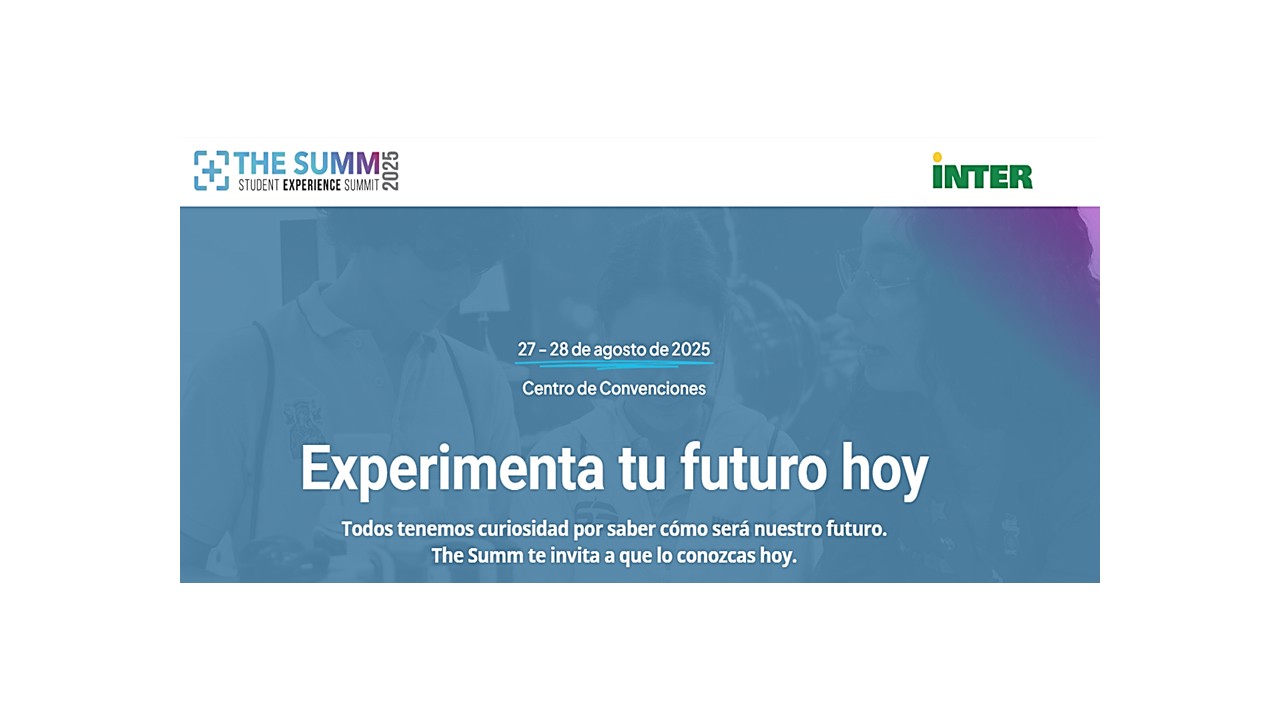 THE SUMM 2025
STUDENT EXPERIENCE SUMMIT
INTER
27 – 28 de agosto de 2025
Centro de Convenciones
Experimenta tu futuro hoy
Todos tenemos curiosidad por saber cómo será nuestro futuro.
The Summ te invita a que lo conozcas hoy.